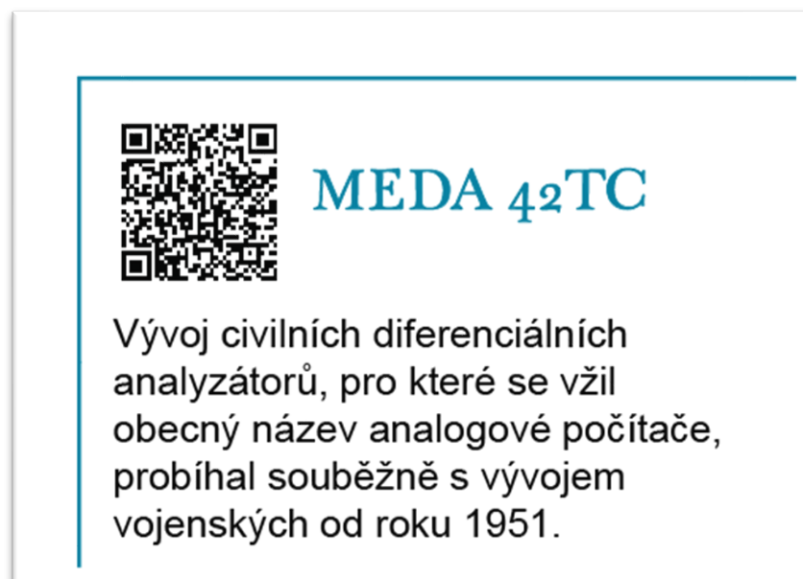 MEDA 42TC
Vývoj civilních diferenciálních
analyzátorů, pro které se vžil
obecný název analogové počítače,
probíhal souběžně s vývojem
vojenských od roku 1951.